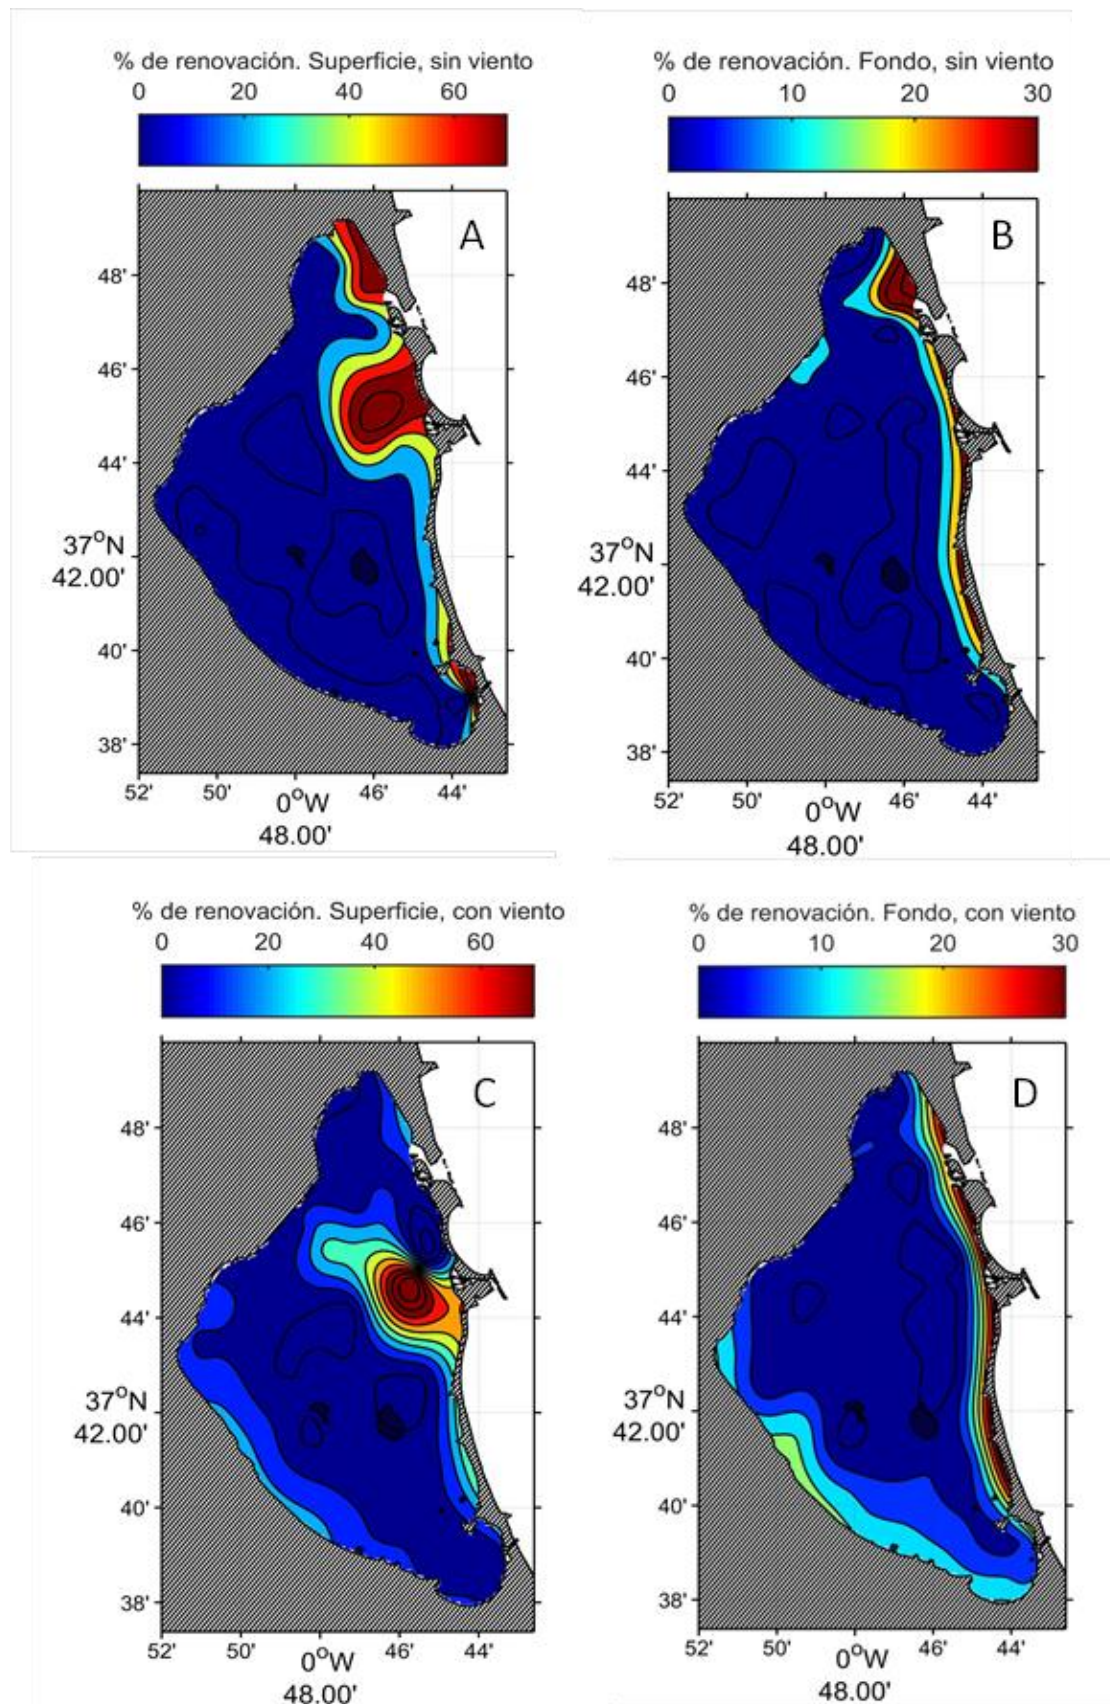 % de renovación. Superficie, sin viento
0 20 40 60
A
48'
46'
44'
37°N
42.00'
40'
38'
52' 50' 46' 44'
0°W
48.00'
% de renovación. Fondo, sin viento
0 10 20 30
B
48'
46'
44'
37°N
42.00'
40'
38'
52' 50' 46' 44'
0°W
48.00'
% de renovación. Superficie, con viento
0 20 40 60
C
48'
46'
44'
37°N
42.00'
40'
38'
52' 50' 46' 44'
0°W
48.00'
% de renovación. Fondo, con viento
0 10 20 30
D
48'
46'
44'
37°N
42.00'
40'
38'
52' 50' 46' 44'
0°W
48.00'